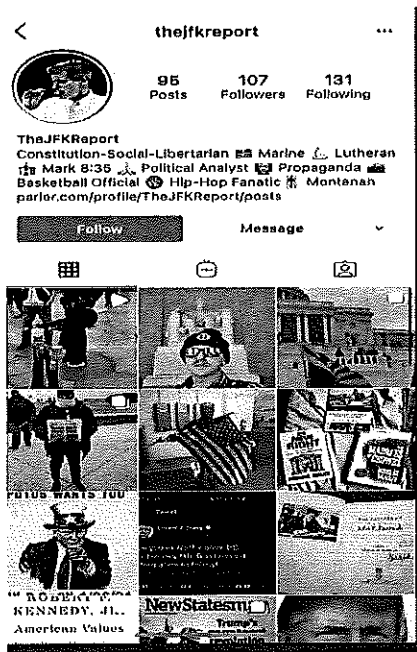 thejfkreport
95 107 131
Posts Followers Following
TheJFKReport
Constitution-Social-Libertarian Marine Lutheran
Mark 8:35 Political Analyst Propaganda
Basketball Official Hip-Hop Fanatic Montanan
parler.com/profile/TheJFKReport/posts
Follow Message
POTUS WANTS YOU
ROBERT F.
KENNEDY, JR.
American Values
NewStatesm
Trump's